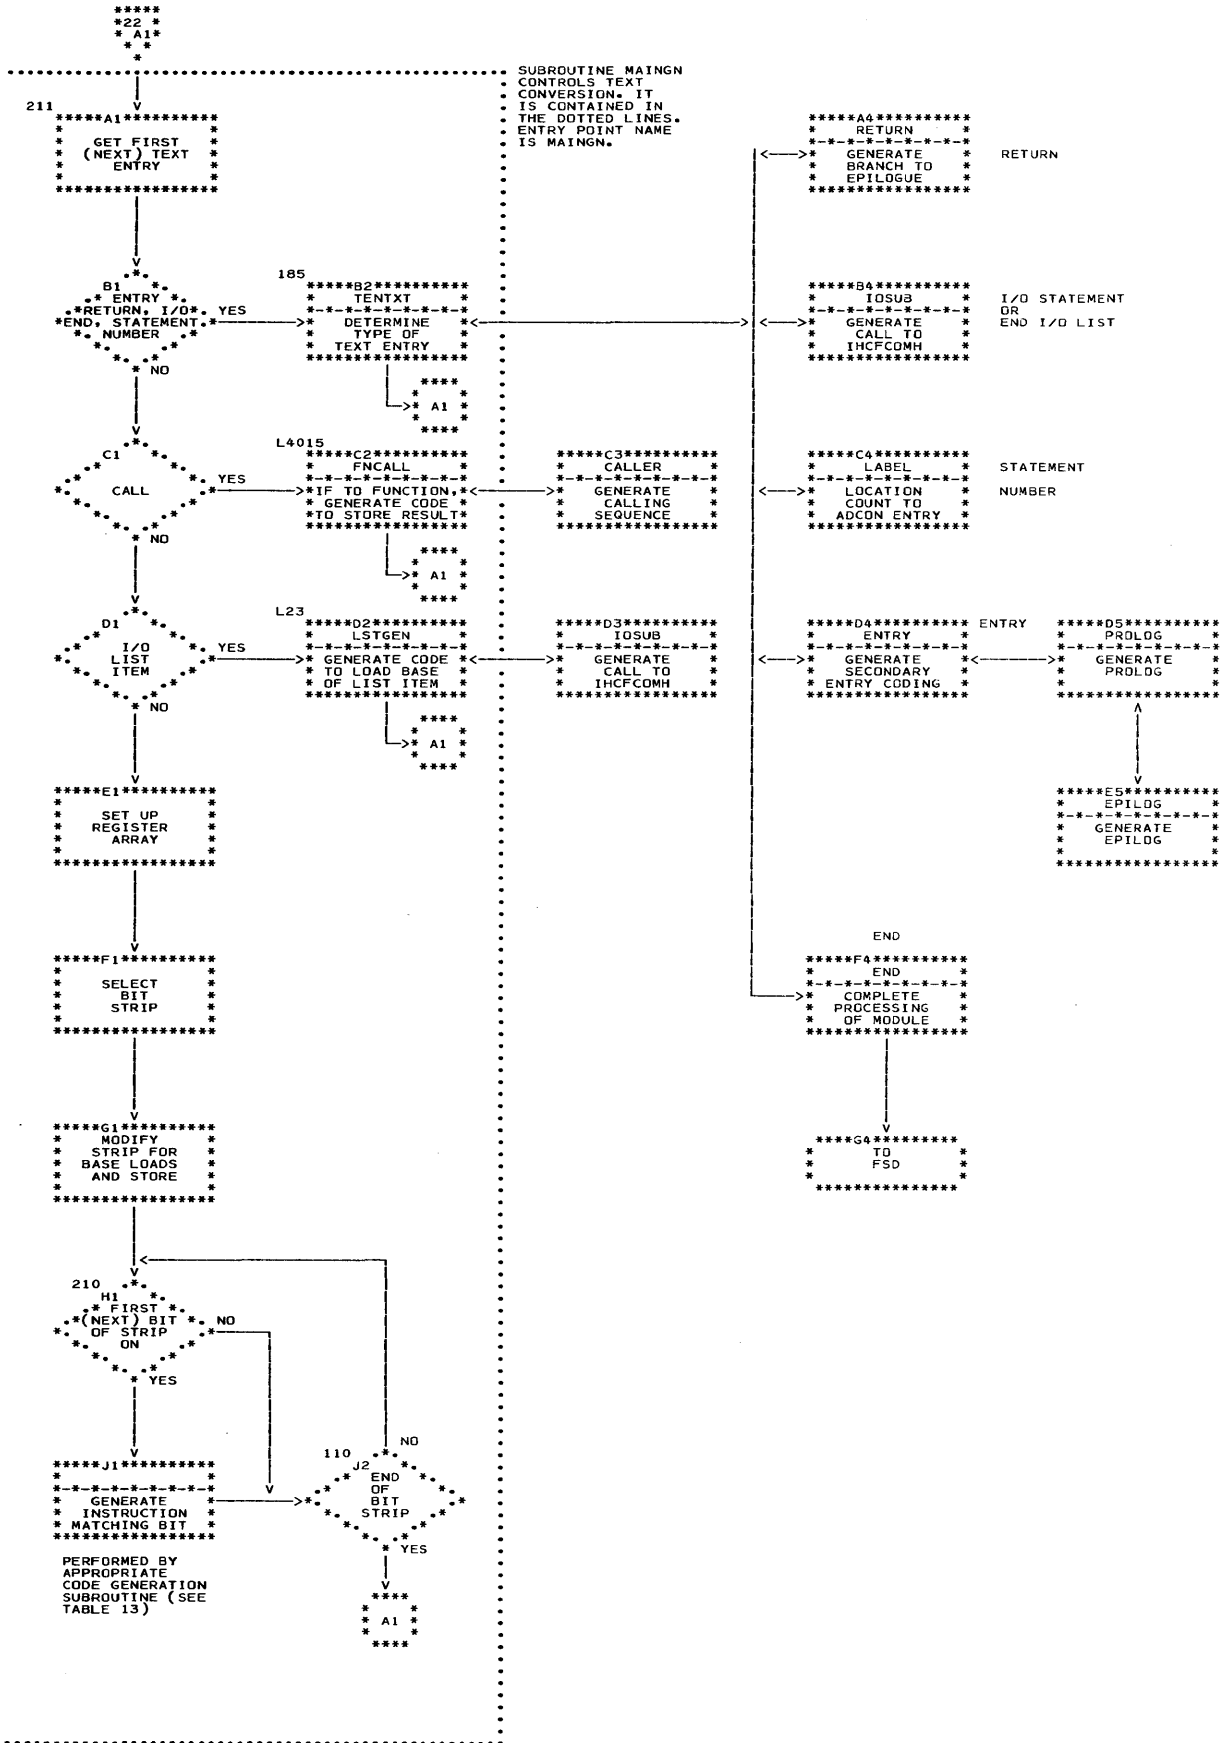 22
A1
SUBROUTINE MAINGN
CONTROLS TEXT
CONVERSION. IT
IS CONTAINED IN
THE DOTTED LINES.
ENTRY POINT NAME
IS MAINGN.
211
A1
GET FIRST
(NEXT) TEXT
ENTRY
A4
RETURN
GENERATE
BRANCH TO
EPILOGUE
RETURN
B1
ENTRY
RETURN, I/O
END, STATEMENT
NUMBER
YES
NO
185
B2
TENTXT
DETERMINE
TYPE OF
TEXT ENTRY
A1
B4
IOSUB
GENERATE
CALL TO
IHCFCOMH
I/O STATEMENT
OR
END I/O LIST
C1
CALL
YES
NO
L4015
C2
FNCALL
IF TO FUNCTION,
GENERATE CODE
TO STORE RESULT
A1
C3
CALLER
GENERATE
CALLING
SEQUENCE
C4
LABEL
LOCATION
COUNT TO
ADCON ENTRY
STATEMENT
NUMBER
D1
I/O
LIST
ITEM
YES
NO
L23
D2
LSTGEN
GENERATE CODE
TO LOAD BASE
OF LIST ITEM
A1
D3
IOSUB
GENERATE
CALL TO
IHCFCOMH
D4
ENTRY
GENERATE
SECONDARY
ENTRY CODING
ENTRY
D5
PROLOG
GENERATE
PROLOG
E1
SET UP
REGISTER
ARRAY
E5
EPILOG
GENERATE
EPILOG
F1
SELECT
BIT
STRIP
END
F4
END
COMPLETE
PROCESSING
OF MODULE
G1
MODIFY
STRIP FOR
BASE LOADS
AND STORE
G4
TO
FSD
210
H1
FIRST
(NEXT) BIT
OF STRIP
ON
NO
YES
J1
GENERATE
INSTRUCTION
MATCHING BIT
110
J2
END
OF
BIT
STRIP
NO
YES
PERFORMED BY
APPROPRIATE
CODE GENERATION
SUBROUTINE (SEE
TABLE 13)
A1